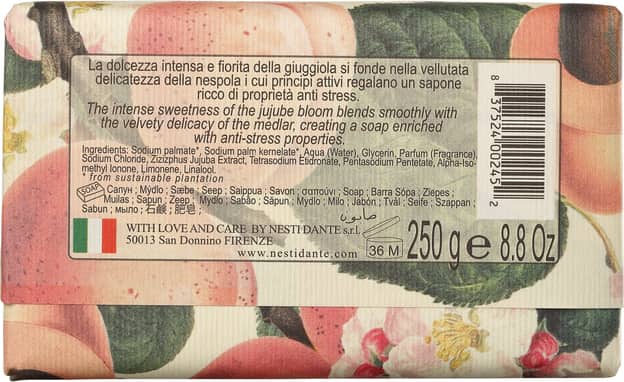 La dolcezza intensa e fiorita della giuggiola si fonde nella vellutata
delicatezza della nespola i cui principi attivi regalano un sapone
ricco di proprietà anti stress.
The intense sweetness of the jujube bloom blends smoothly with
the velvety delicacy of the medlar, creating a soap enriched
with anti-stress properties.
Ingredients: Sodium palmate*, Sodium palm kernelate*, Aqua (Water), Glycerin, Parfum (Fragrance),
Sodium Chloride, Zizyphus Jujuba Extract, Tetrasodium Etidronate, Pentasodium Pentetate, Alpha-Iso-
methyl Ionone, Limonene, Linalool.
* from sustainable plantation
SOAP Сапун ; Mýdlo ; Sæbe ; Seep ; Saippua ; Savon ; σαπούνι ; Soap ; Barra Sópa ; Ziepes ;
Muilas ; Sapun ; Zeep ; Mydło ; Sabão ; Săpun ; Mydlo ; Milo ; Jabón ; Tvål ; Seife ; Szappan ;
Sabun ; мыло ; 石鹸 ; 肥皂 ; صابون
WITH LOVE AND CARE BY NESTI DANTE s.r.l.
50013 San Donnino FIRENZE
www.nestidante.com
36 M
250 g e 8.8 Oz
8 37524 00245 2